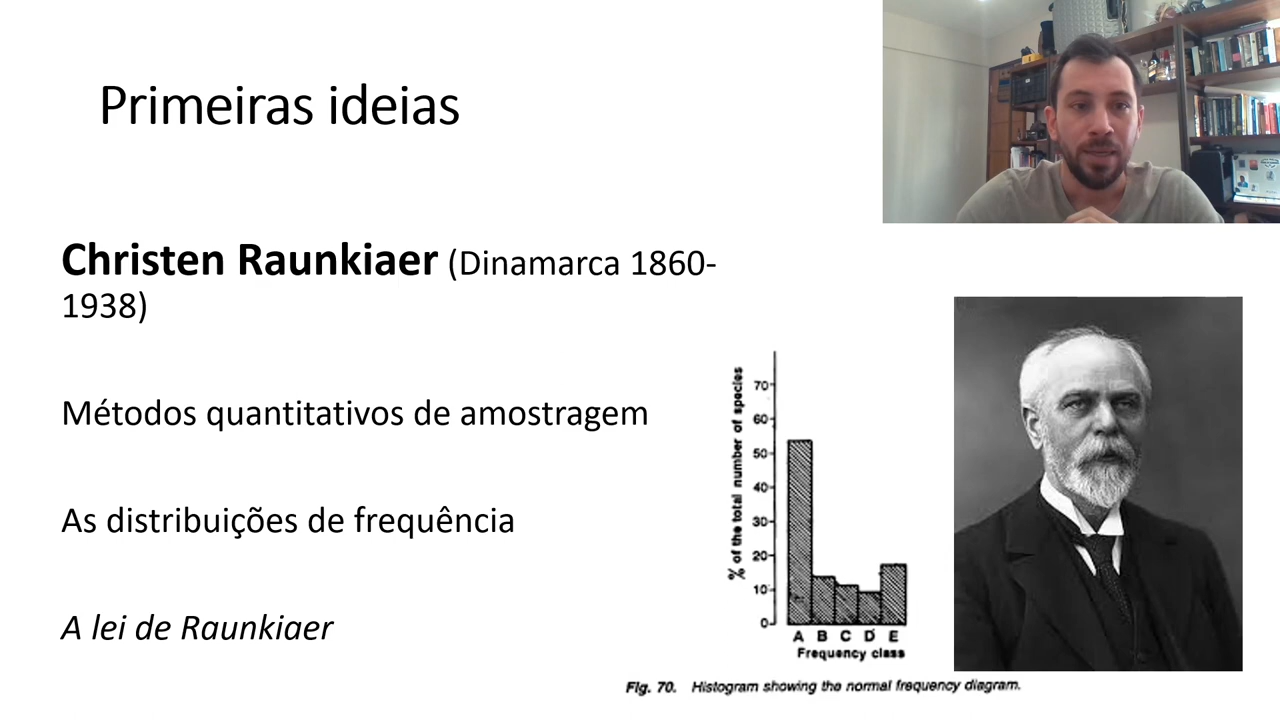 Primeiras ideias
Christen Raunkiaer (Dinamarca 1860-
1938)
Métodos quantitativos de amostragem
As distribuições de frequência
A lei de Raunkiaer
% of the total number of species
70
60
50
40
30
20
10
0
A B C D E
Frequency class
Fig. 70. Histogram showing the normal frequency diagram.